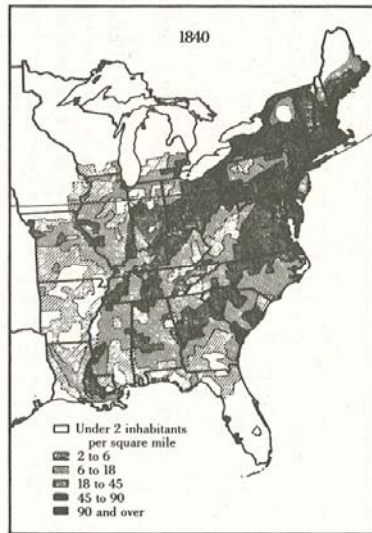 1840
Under 2 inhabitants
per square mile
2 to 6
6 to 18
18 to 45
45 to 90
90 and over